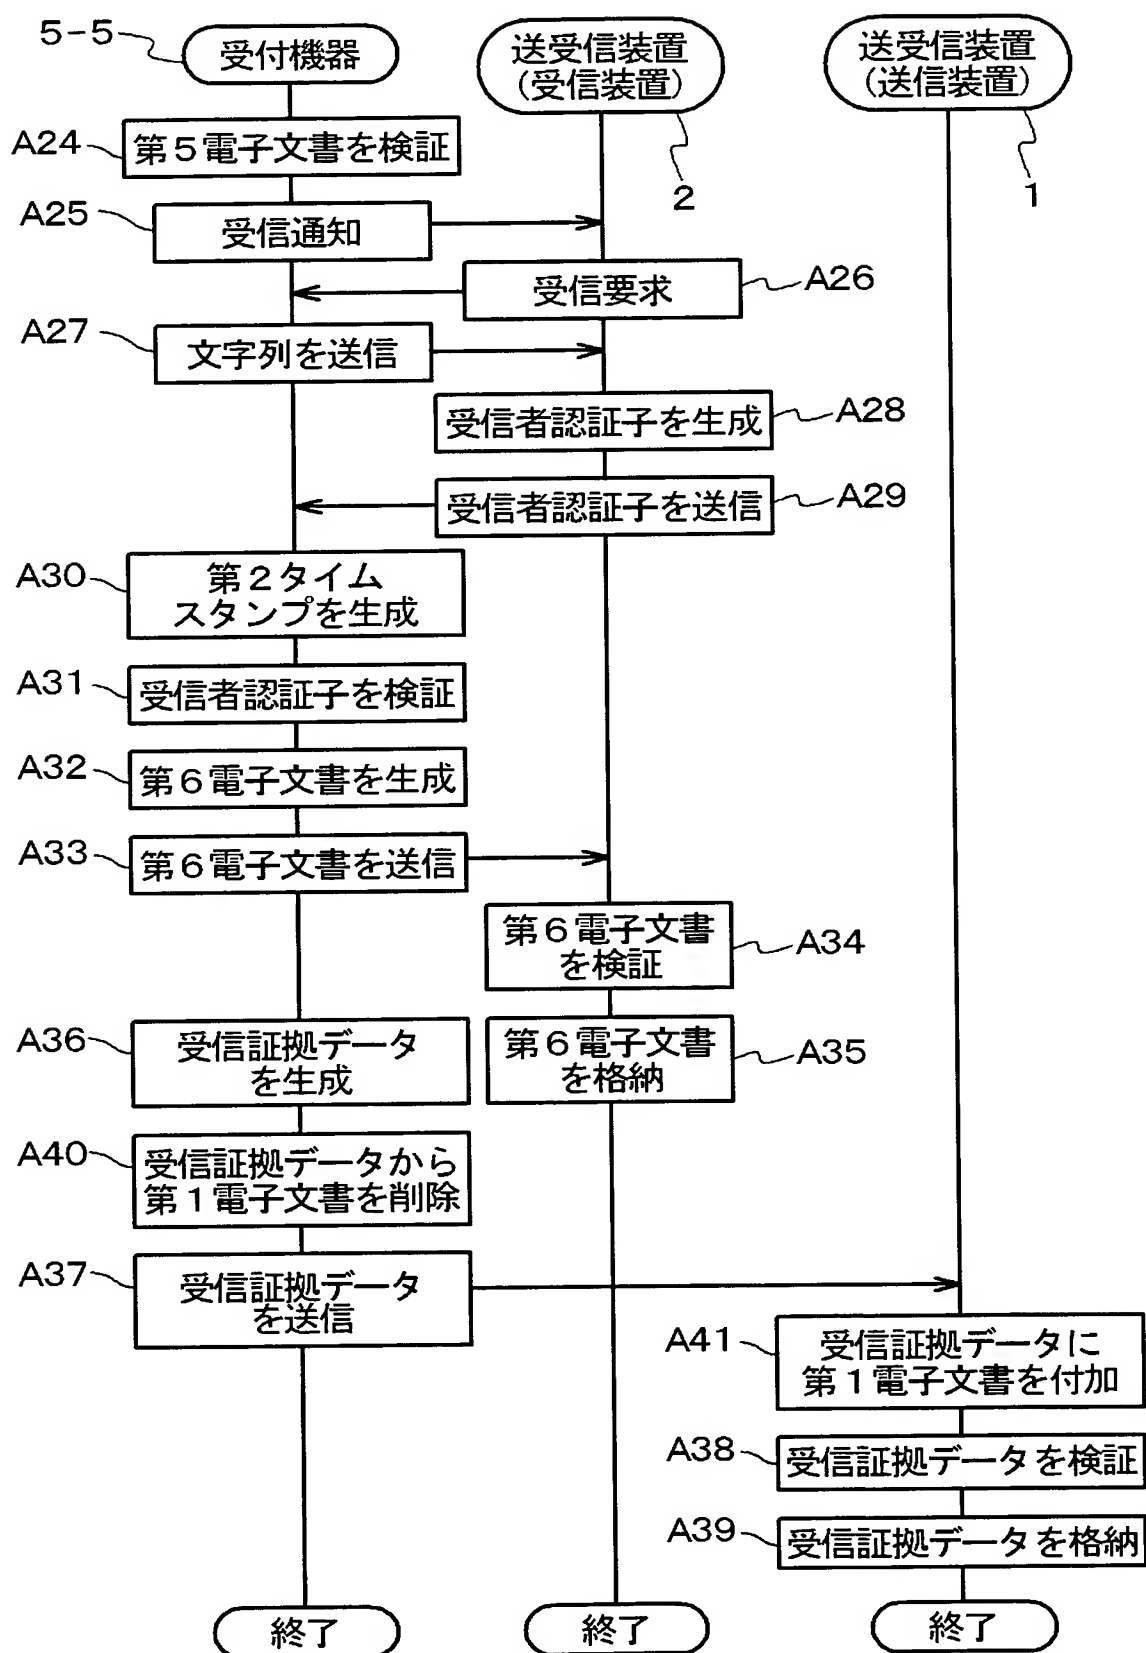 5-5
受付機器
送受信装置
(受信装置)
2
送受信装置
(送信装置)
1
A24
第5電子文書を検証
A25
受信通知
受信要求
A26
A27
文字列を送信
受信者認証子を生成
A28
受信者認証子を送信
A29
A30
第2タイム
スタンプを生成
A31
受信者認証子を検証
A32
第6電子文書を生成
A33
第6電子文書を送信
第6電子文書
を検証
A34
A36
受信証拠データ
を生成
第6電子文書
を格納
A35
A40
受信証拠データから
第1電子文書を削除
A37
受信証拠データ
を送信
A41
受信証拠データに
第1電子文書を付加
A38
受信証拠データを検証
A39
受信証拠データを格納
終了
終了
終了